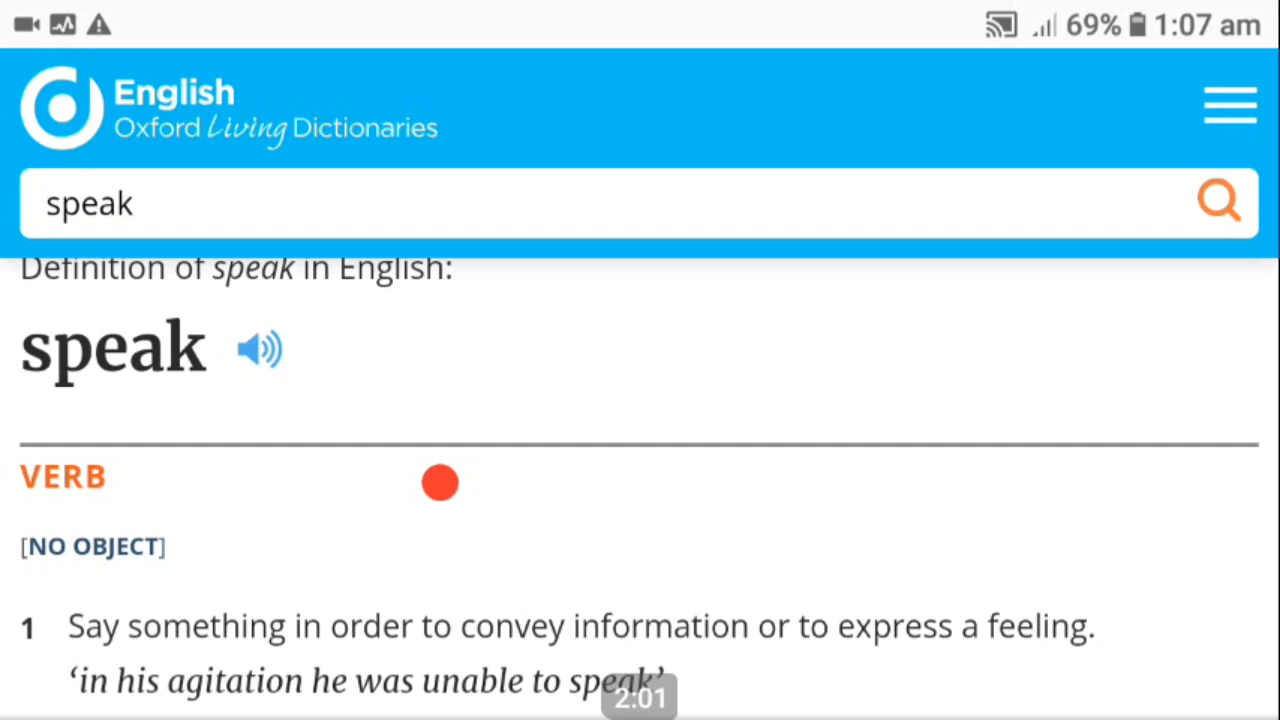 69% 1:07 am
English
Oxford Living Dictionaries
speak
Definition of speak in English:
speak
VERB
[NO OBJECT]
1 Say something in order to convey information or to express a feeling.
‘in his agitation he was unable to speak’
2:01